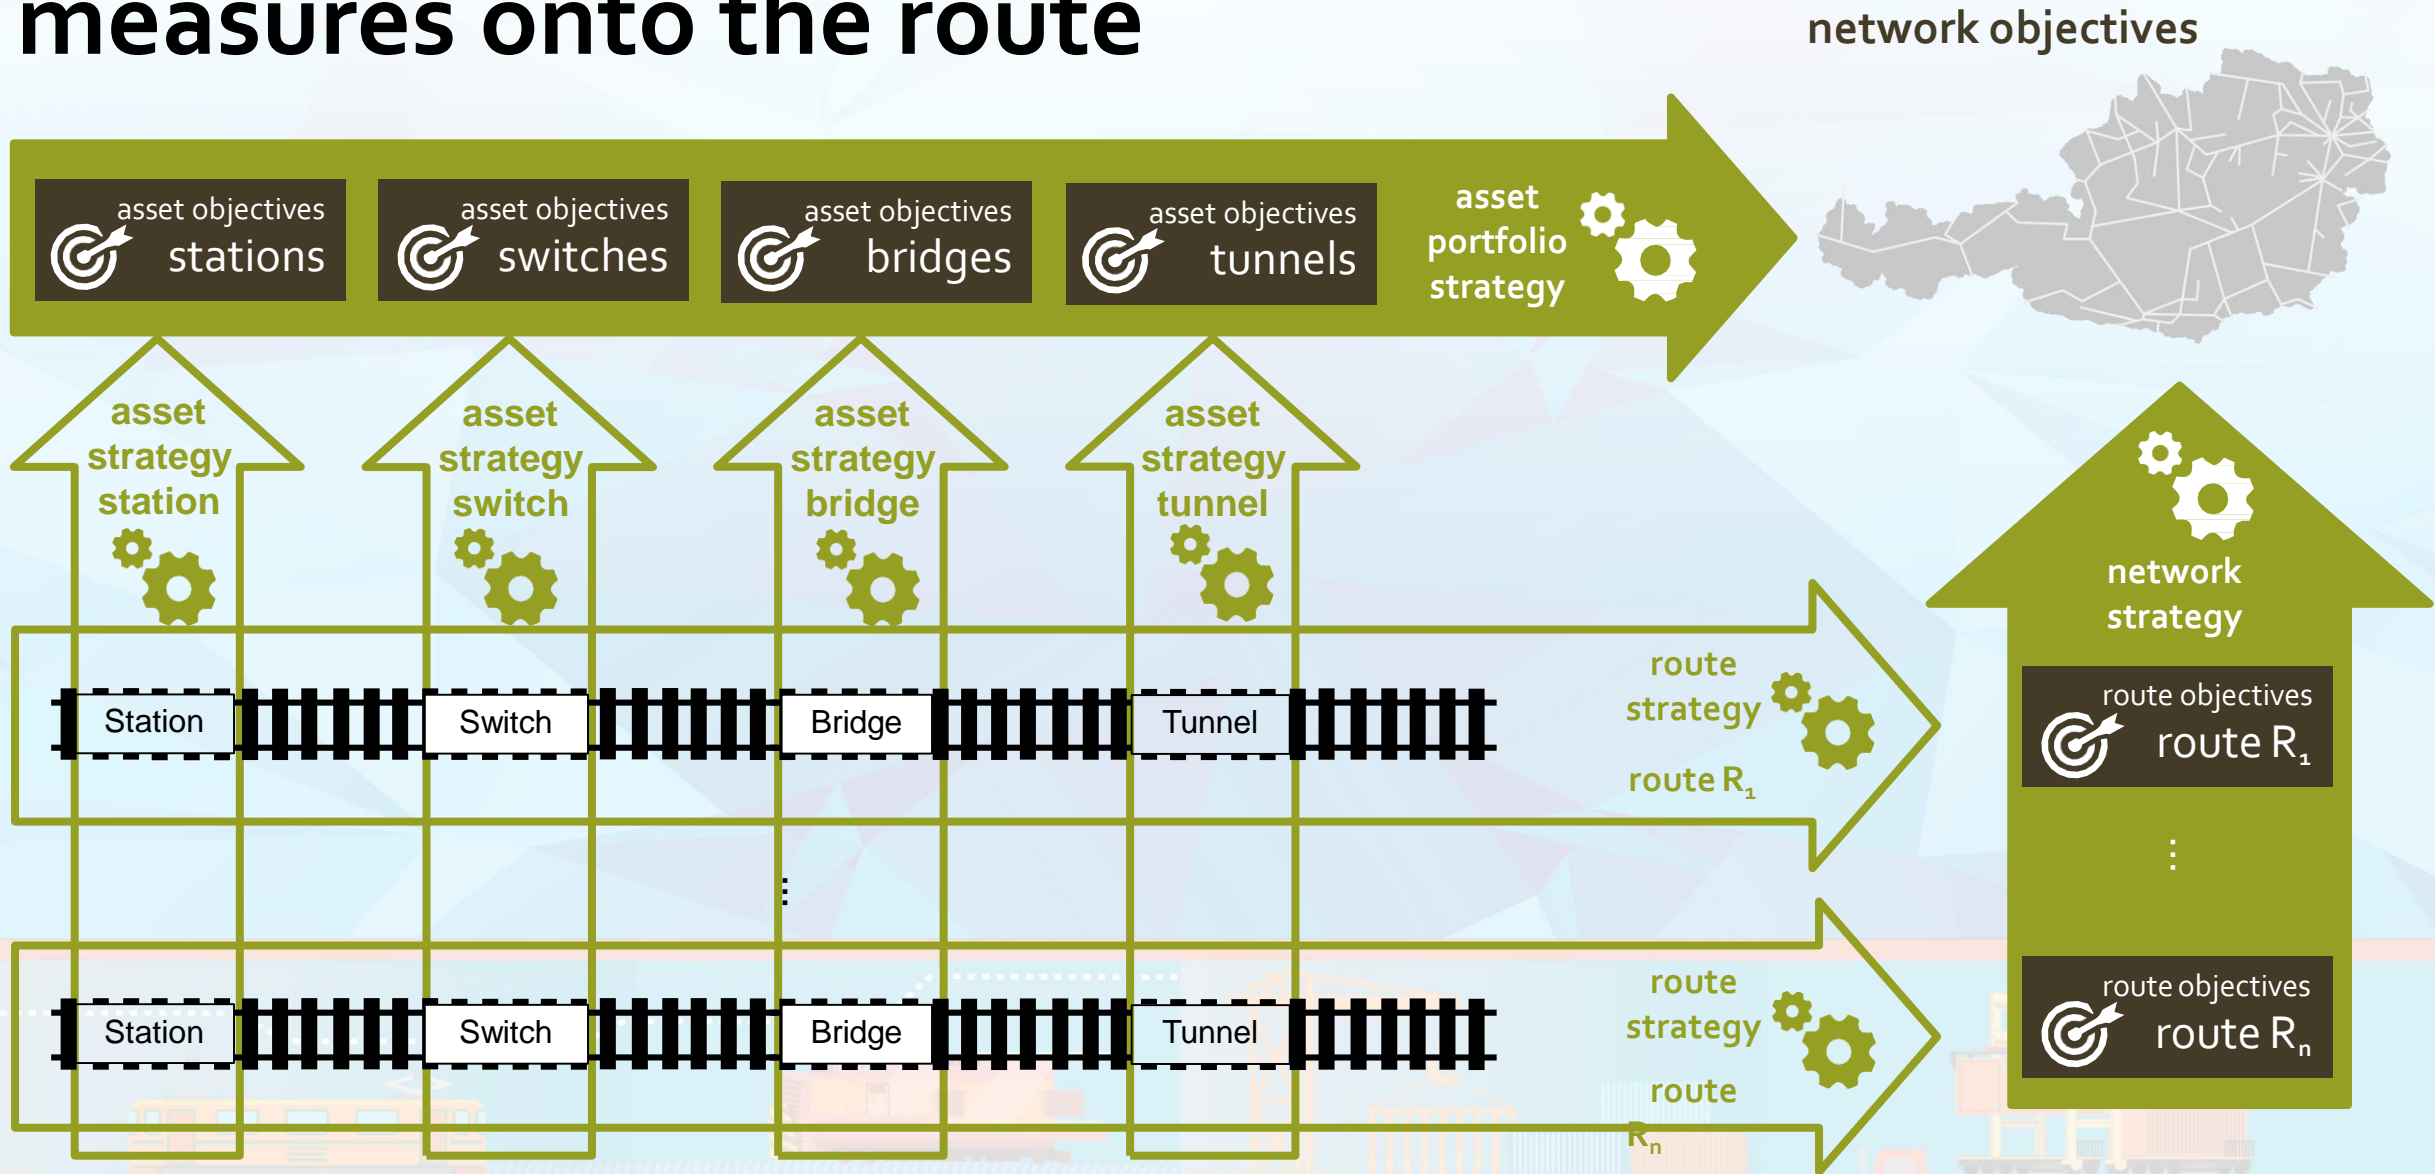 measures onto the route
network objectives
asset objectives
stations
asset objectives
switches
asset objectives
bridges
asset objectives
tunnels
asset
portfolio
strategy
asset
strategy
station
asset
strategy
switch
asset
strategy
bridge
asset
strategy
tunnel
network
strategy
Station
Switch
Bridge
Tunnel
route
strategy
route R₁
route objectives
route R₁
...
...
Station
Switch
Bridge
Tunnel
route
strategy
route
Rₙ
route objectives
route Rₙ